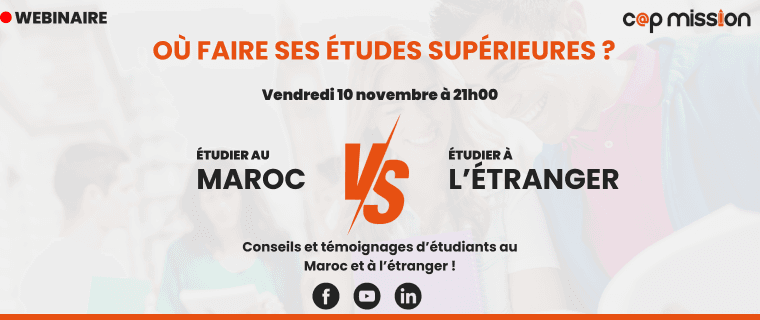 WEBINAIRE
c@p mission
OÙ FAIRE SES ÉTUDES SUPÉRIEURES ?
Vendredi 10 novembre à 21h00
ÉTUDIER AU
MAROC
VS
ÉTUDIER À
L'ÉTRANGER
Conseils et témoignages d'étudiants au
Maroc et à l'étranger !